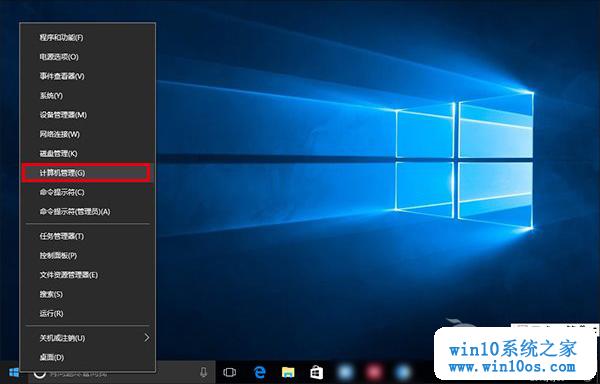 程序和功能(F)
电源选项(O)
事件查看器(V)
系统(Y)
设备管理器(M)
网络连接(W)
磁盘管理(K)
计算机管理(G)
命令提示符(C)
命令提示符(管理员)(A)
任务管理器(T)
控制面板(P)
文件资源管理器(E)
搜索(S)
运行(R)
关机或注销(U)
桌面(D)
win10系统之家
www.win10os.com